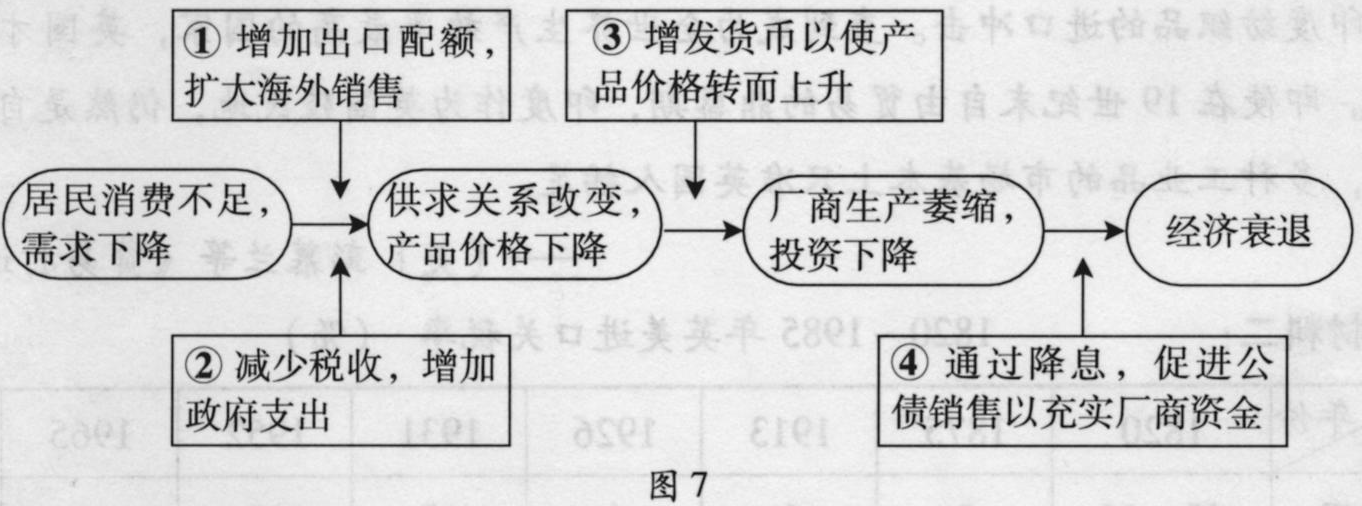 ① 增加出口配额，
扩大海外销售
③ 增发货币以使产
品价格转而上升
居民消费不足，
需求下降
供求关系改变，
产品价格下降
厂商生产萎缩，
投资下降
经济衰退
② 减少税收，增加
政府支出
④ 通过降息，促进公
债销售以充实厂商资金
图 7